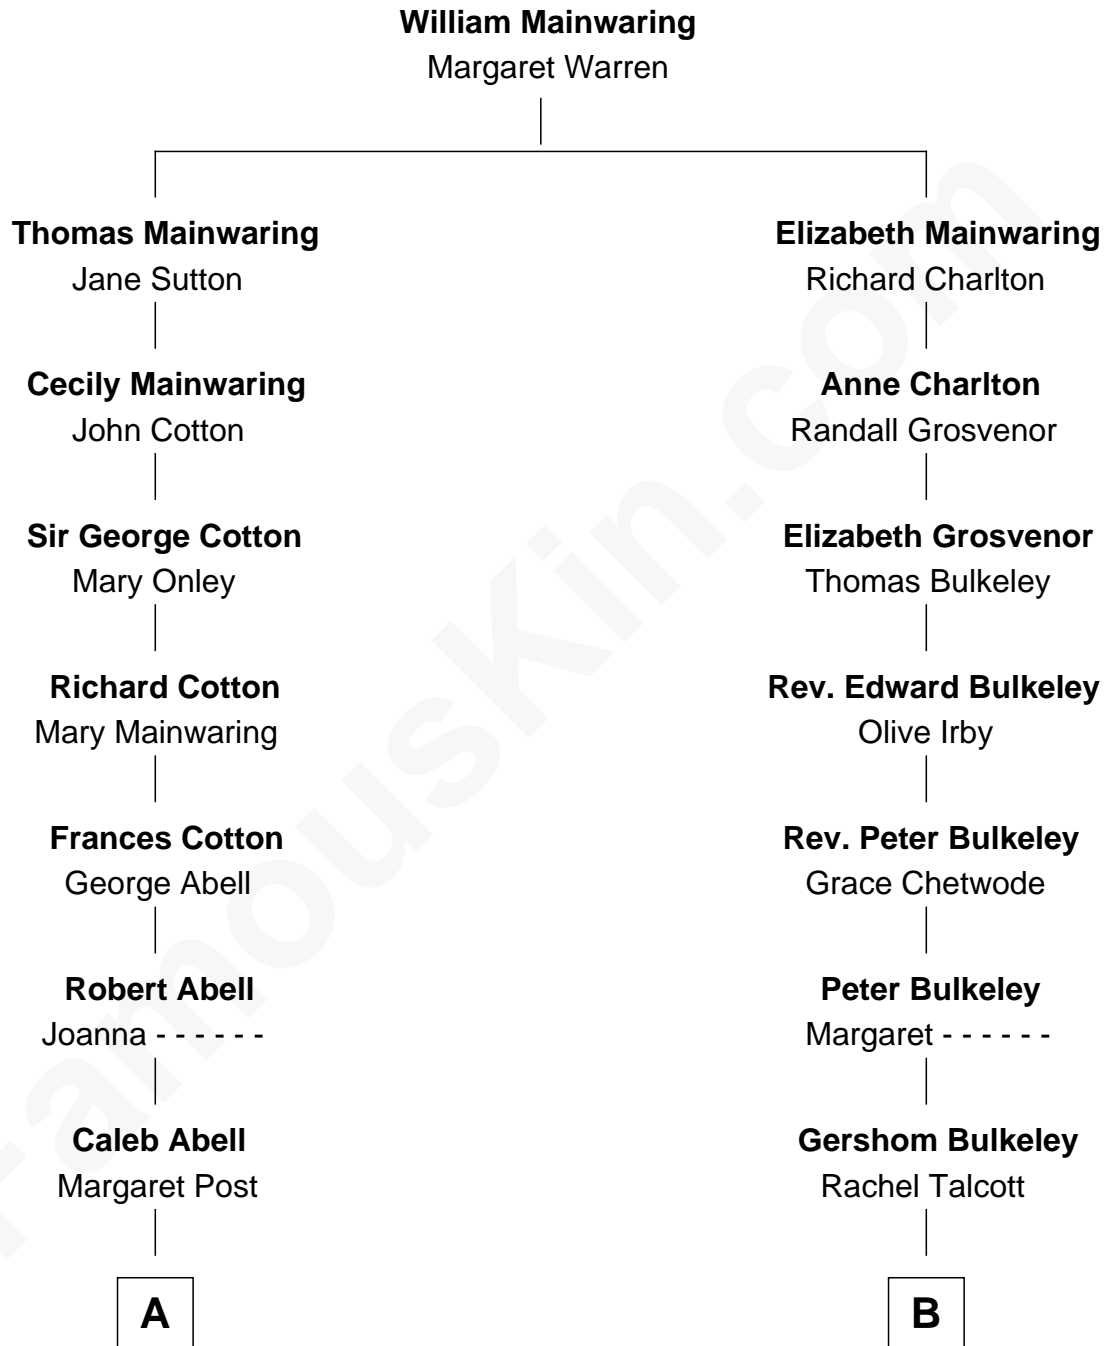 William Mainwaring
Margaret Warren
Thomas Mainwaring
Jane Sutton
Elizabeth Mainwaring
Richard Charlton
Cecily Mainwaring
John Cotton
Anne Charlton
Randall Grosvenor
Sir George Cotton
Mary Onley
Elizabeth Grosvenor
Thomas Bulkeley
Richard Cotton
Mary Mainwaring
Rev. Edward Bulkeley
Olive Irby
Frances Cotton
George Abell
Rev. Peter Bulkeley
Grace Chetwode
Robert Abell
Joanna - - - - - -
Peter Bulkeley
Margaret - - - - - -
Caleb Abell
Margaret Post
Gershom Bulkeley
Rachel Talcott
A
B
FamousKin.com